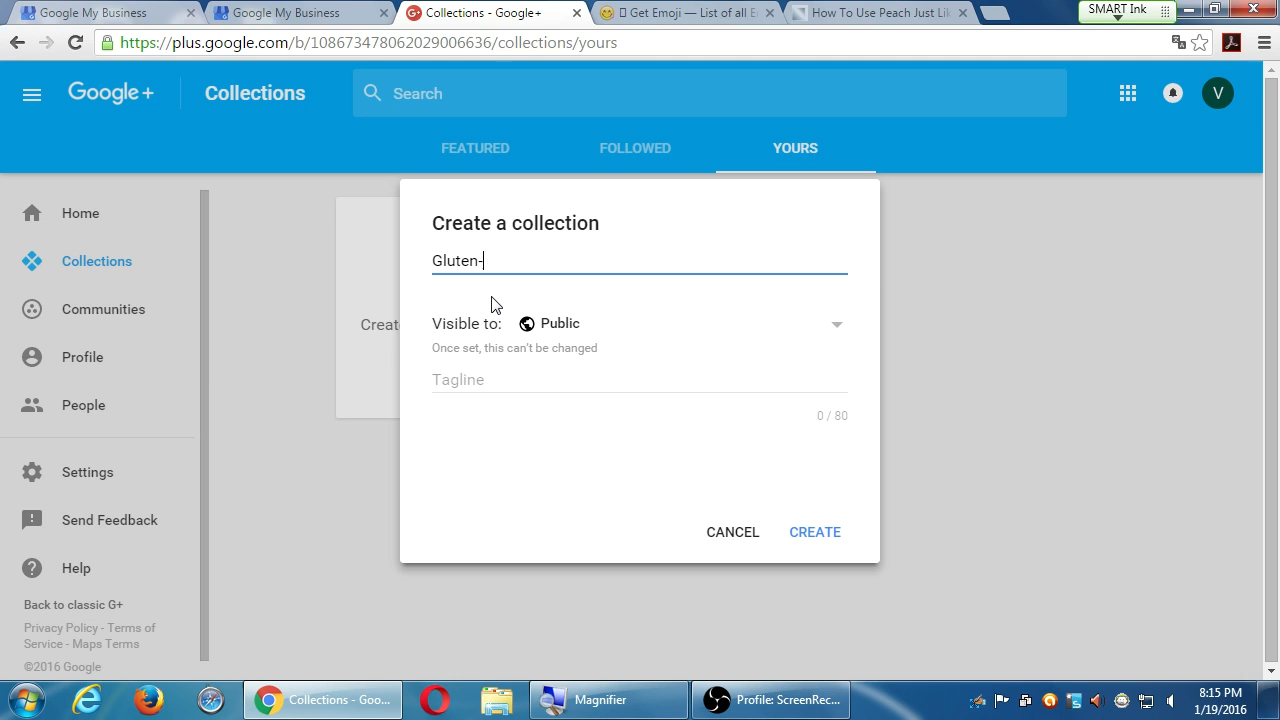 Google My Business
Google My Business
Collections - Google+
Get Emoji — List of all E
How To Use Peach Just Li
SMART Ink
https://plus.google.com/b/108673478062029006636/collections/yours
Google+
Collections
Search
V
FEATURED
FOLLOWED
YOURS
Home
Collections
Communities
Profile
People
Settings
Send Feedback
Help
Back to classic G+
Privacy Policy - Terms of
Service - Maps Terms
©2016 Google
Creat
Create a collection
Gluten-
Visible to: Public
Once set, this can't be changed
Tagline
0 / 80
CANCEL
CREATE
Collections - Goo...
Magnifier
Profile: ScreenRec...
8:15 PM
1/19/2016